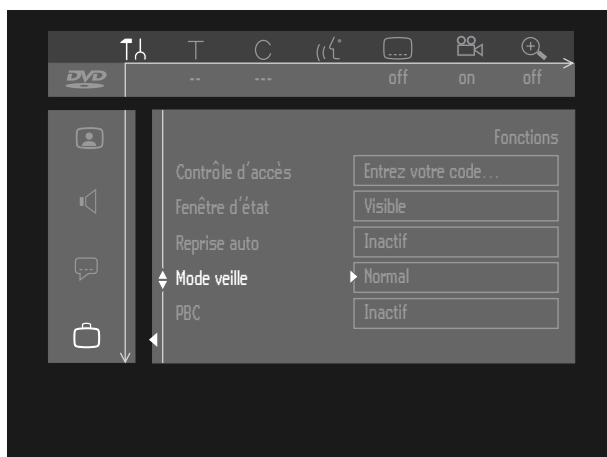 T C
DVD -- --- off on off
Fonctions
Contrôle d'accès Entrez votre code...
Fenêtre d'état Visible
Reprise auto Inactif
Mode veille Normal
PBC Inactif